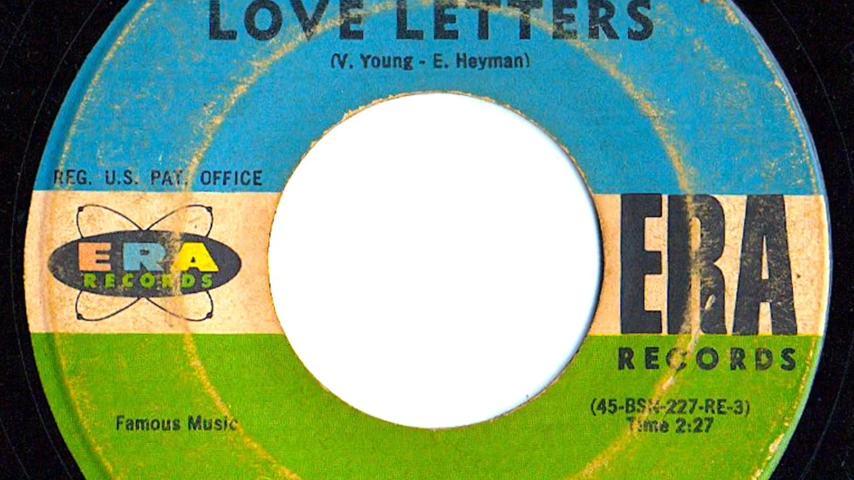 LOVE LETTERS
(V. Young - E. Heyman)
REG. U.S. PAT. OFFICE
ERA
RECORDS
ERA
RECORDS
Famous Music
(45-BSN-227-RE-3)
Time 2:27